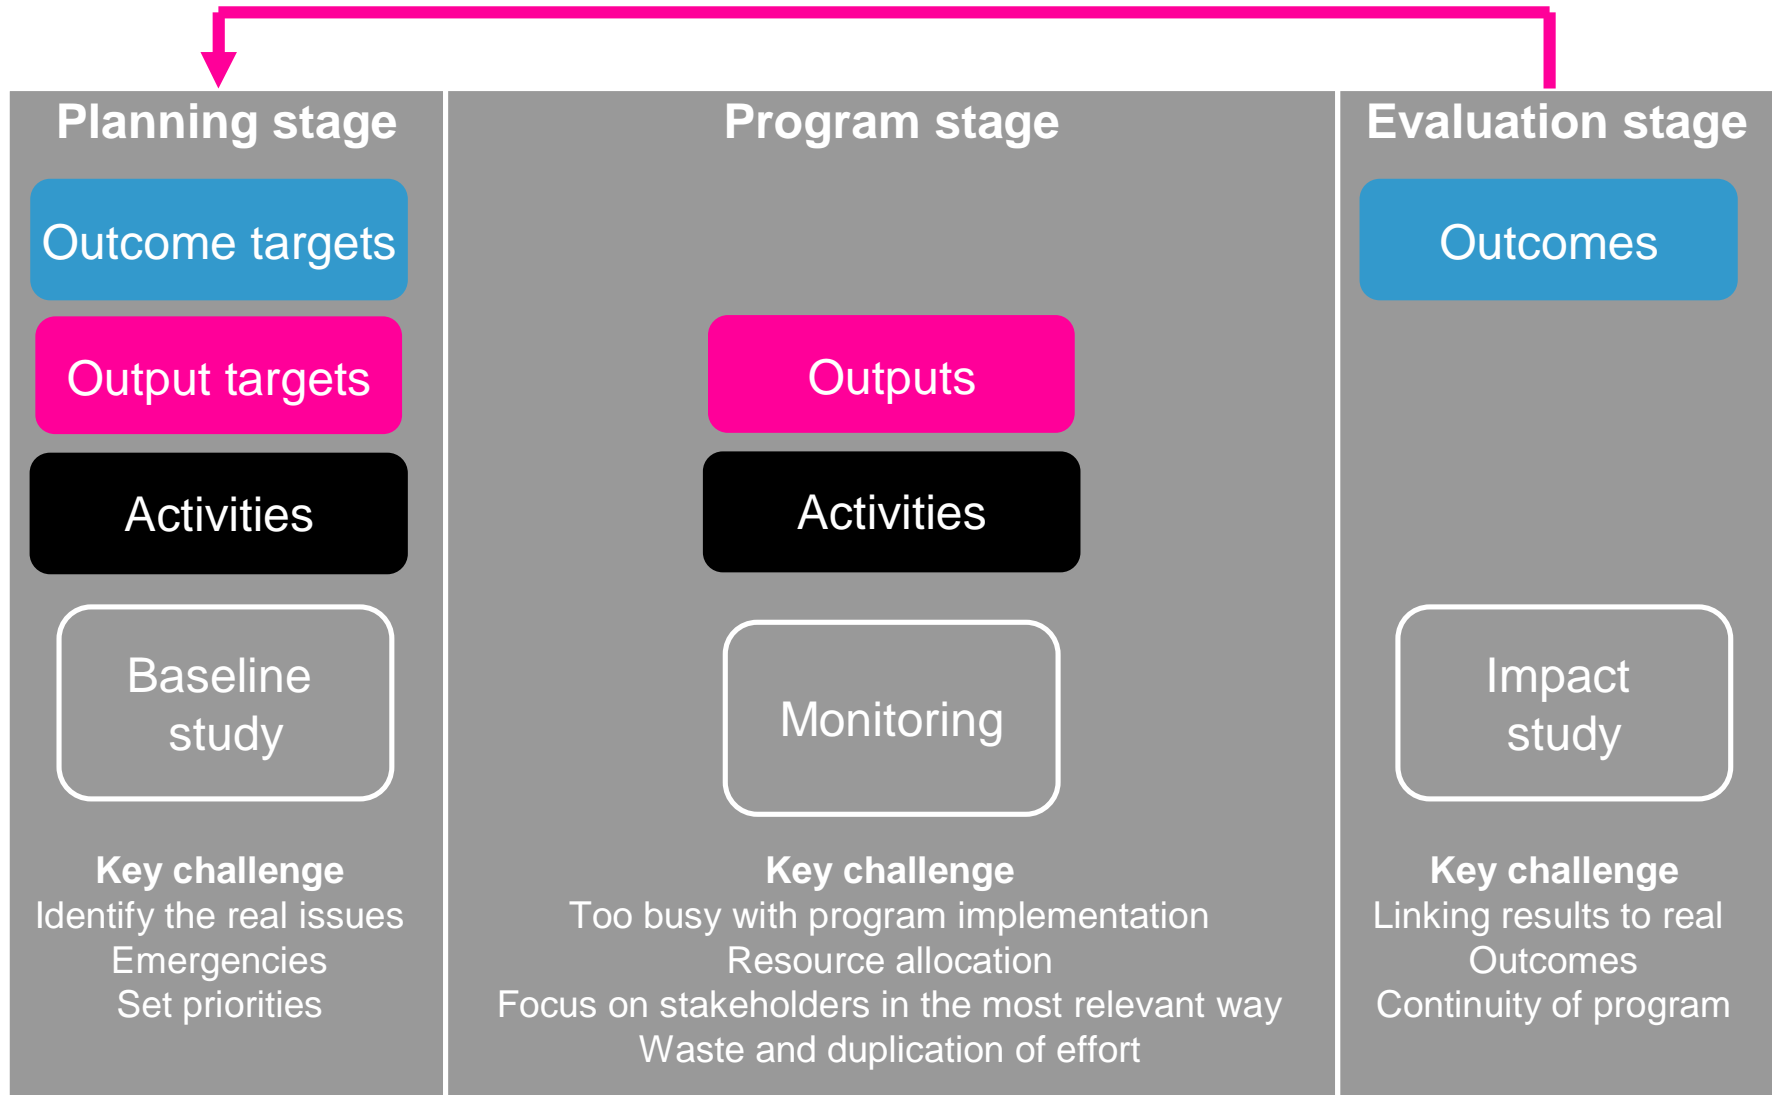 Planning stage
Outcome targets
Output targets
Activities
Baseline
study
Key challenge
Identify the real issues
Emergencies
Set priorities
Program stage
Outputs
Activities
Monitoring
Key challenge
Too busy with program implementation
Resource allocation
Focus on stakeholders in the most relevant way
Waste and duplication of effort
Evaluation stage
Outcomes
Impact
study
Key challenge
Linking results to real
Outcomes
Continuity of program